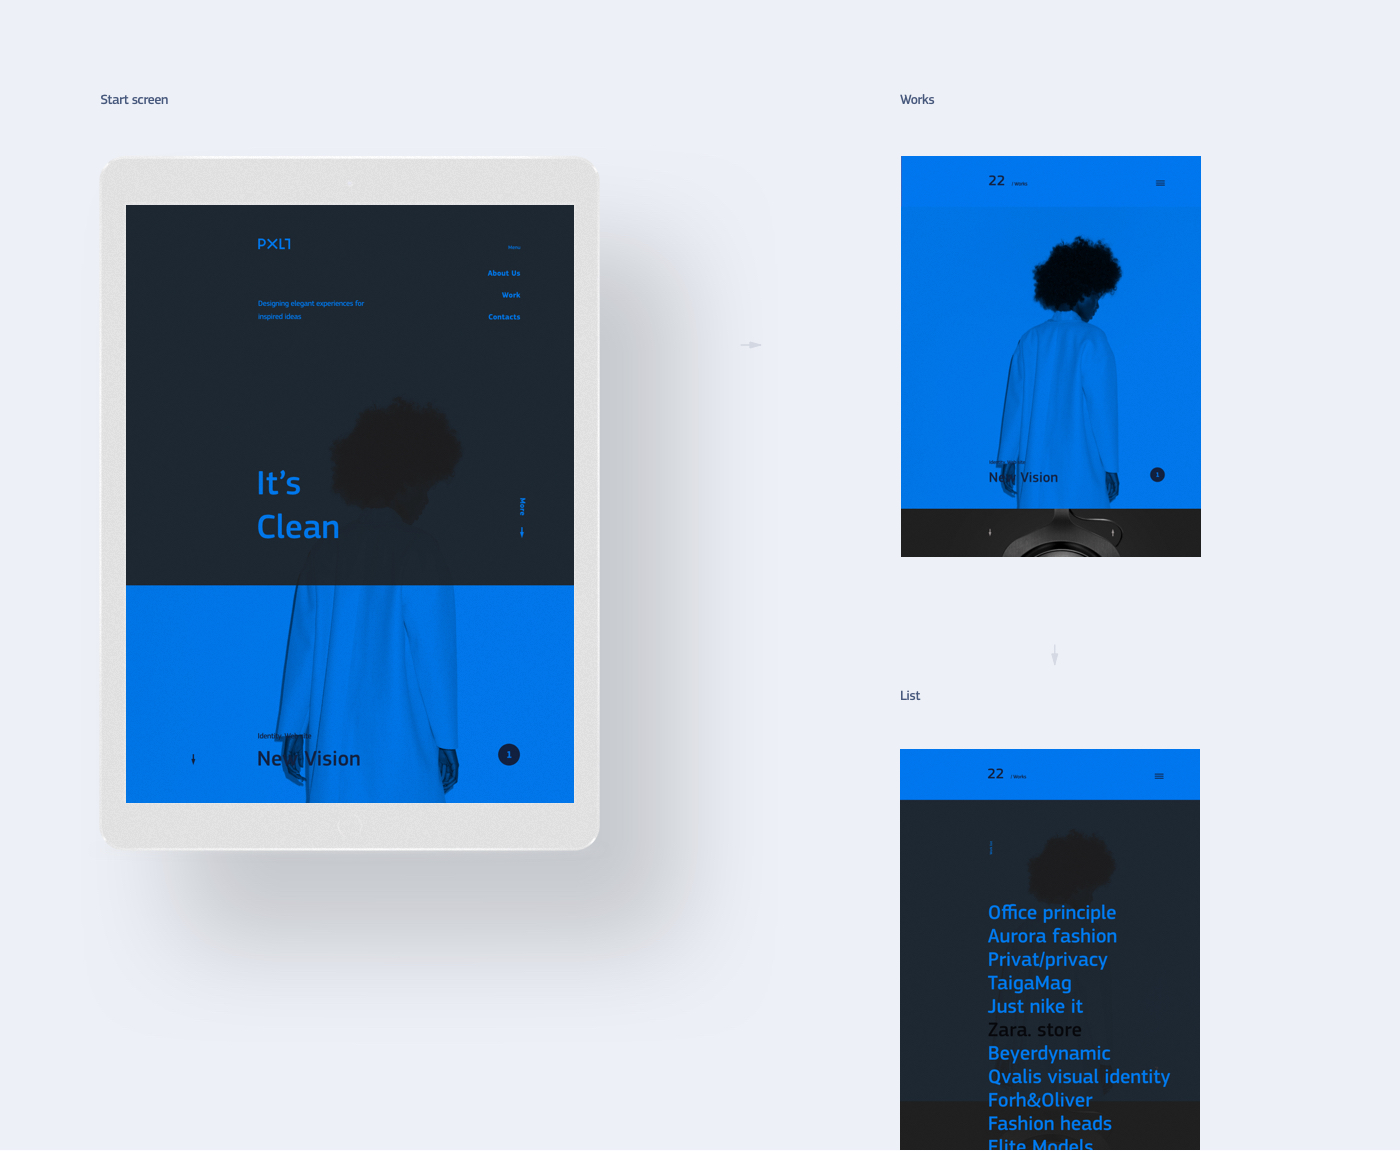 Start screen
Works
PXLT
Menu
About Us
Work
Contacts
Designing elegant experiences for
inspired ideas
It's
Clean
More
Identity, Website
New Vision
1
22 / Works
New Vision
1
List
22 / Works
Office principle
Aurora fashion
Privat/privacy
TaigaMag
Just nike it
Zara. store
Beyerdynamic
Qvalis visual identity
Forh&Oliver
Fashion heads
Elite Models